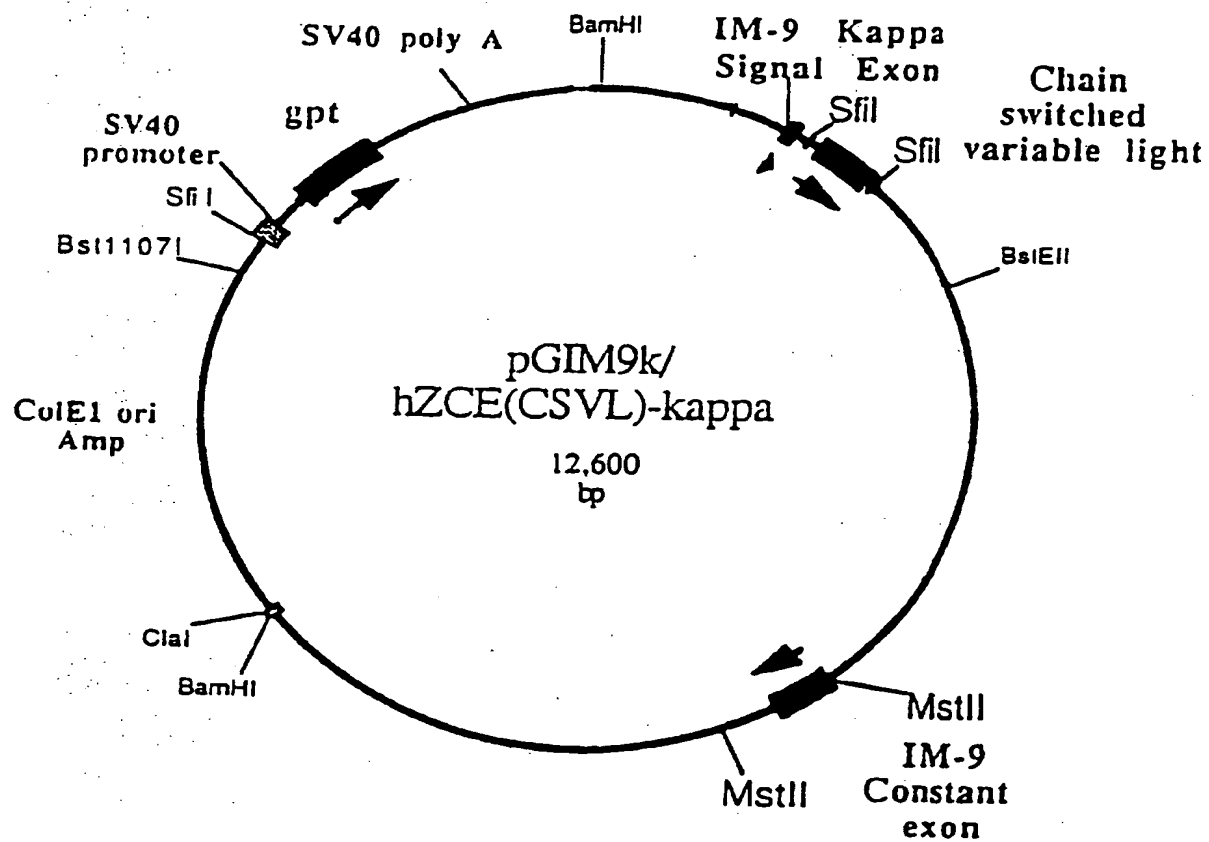 SV40 poly A
BamHI
IM-9 Kappa
Signal Exon
SfiI
Chain
switched
variable light
SfiI
gpt
SV40
promoter
Sfi I
Bst1107I
BstEII
pGIM9k/
hZCE(CSVL)-kappa
12,600
bp
ColE1 ori
Amp
ClaI
BamHI
MstII
IM-9
Constant
exon
MstII